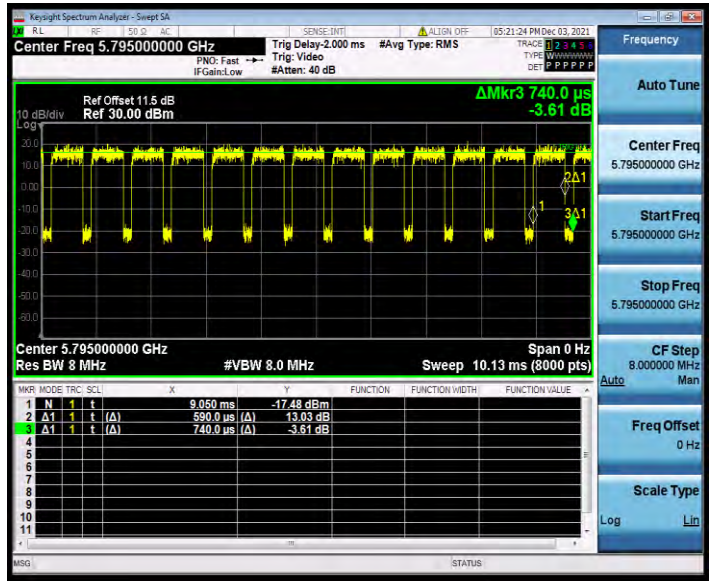 Keysight Spectrum Analyzer - Swept SA
RL RF 50 Ω AC SENSE:INT ALIGN OFF 05:21:24 PM Dec 03, 2021
Center Freq 5.795000000 GHz
PNO: Fast
IFGain:Low
Trig Delay-2.000 ms
Trig: Video
#Atten: 40 dB
#Avg Type: RMS
TRACE 1 2 3 4 5 6
TYPE WWWWWW
DET P P P P P P
ΔMkr3 740.0 µs
-3.61 dB
Ref Offset 11.5 dB
10 dB/div Ref 30.00 dBm
Log
20.0
10.0
0.00
-10.0
-20.0
-30.0
-40.0
-50.0
-60.0
2Δ1
1
3Δ1
Center 5.795000000 GHz Span 0 Hz
Res BW 8 MHz #VBW 8.0 MHz Sweep 10.13 ms (8000 pts)
MKR MODE TRC SCL X Y FUNCTION FUNCTION WIDTH FUNCTION VALUE
1 N 1 t 9.050 ms -17.48 dBm
2 Δ1 1 t (Δ) 590.0 µs (Δ) 13.03 dB
3 Δ1 1 t (Δ) 740.0 µs (Δ) -3.61 dB
4
5
6
7
8
9
10
11
MSG STATUS
Frequency
Auto Tune
Center Freq
5.795000000 GHz
Start Freq
5.795000000 GHz
Stop Freq
5.795000000 GHz
CF Step
8.000000 MHz
Auto Man
Freq Offset
0 Hz
Scale Type
Log Lin